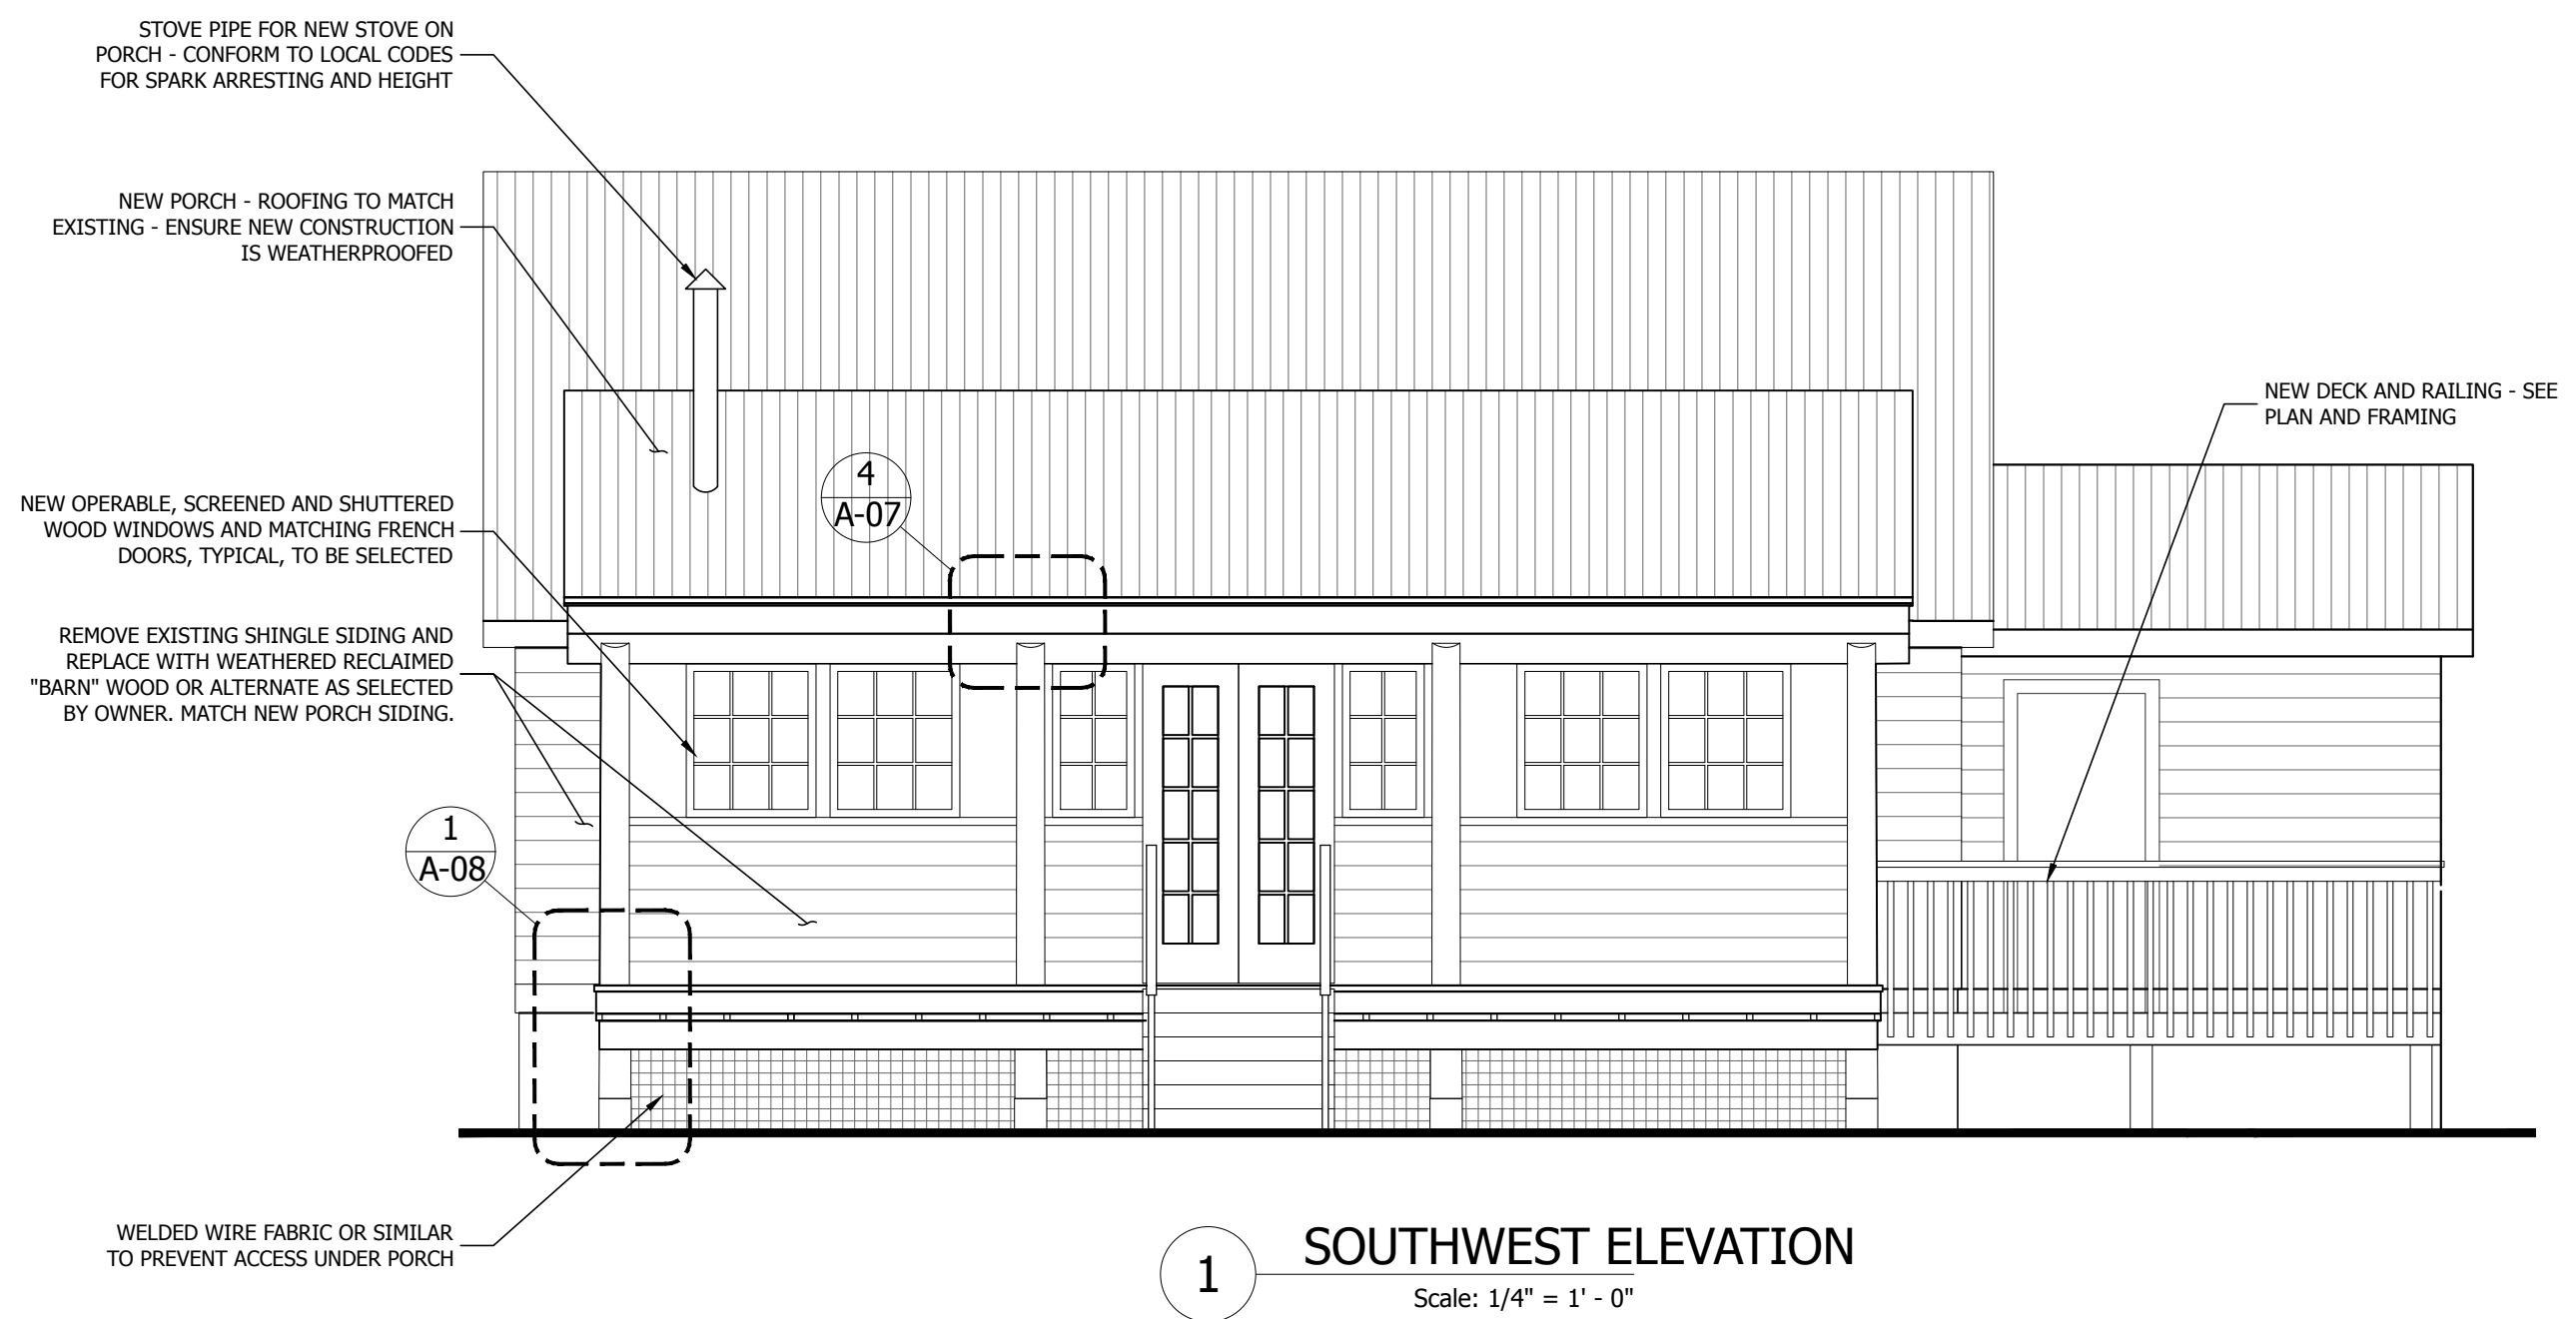 STOVE PIPE FOR NEW STOVE ON
PORCH - CONFORM TO LOCAL CODES
FOR SPARK ARRESTING AND HEIGHT
NEW PORCH - ROOFING TO MATCH
EXISTING - ENSURE NEW CONSTRUCTION
IS WEATHERPROOFED
NEW DECK AND RAILING - SEE
PLAN AND FRAMING
4
A-07
NEW OPERABLE, SCREENED AND SHUTTERED
WOOD WINDOWS AND MATCHING FRENCH
DOORS, TYPICAL, TO BE SELECTED
REMOVE EXISTING SHINGLE SIDING AND
REPLACE WITH WEATHERED RECLAIMED
"BARN" WOOD OR ALTERNATE AS SELECTED
BY OWNER. MATCH NEW PORCH SIDING.
1
A-08
WELDED WIRE FABRIC OR SIMILAR
TO PREVENT ACCESS UNDER PORCH
1
SOUTHWEST ELEVATION
Scale: 1/4" = 1' - 0"